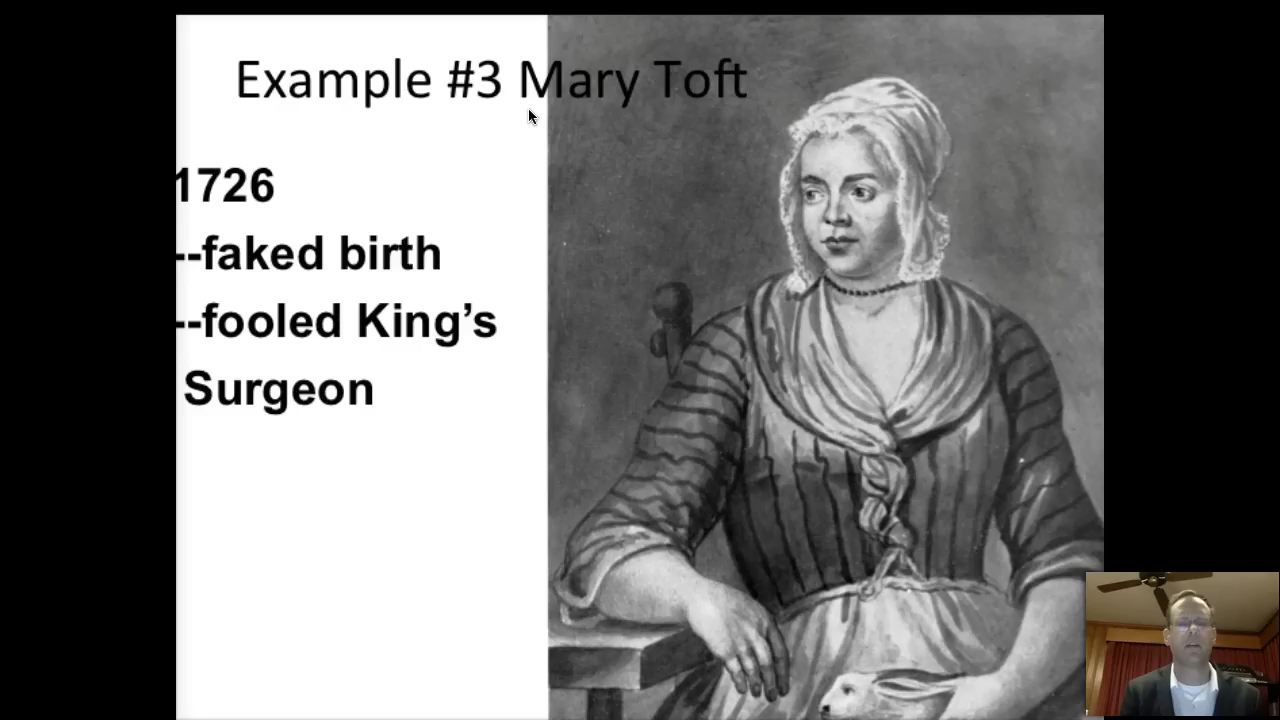 Example #3 Mary Toft
1726
--faked birth
--fooled King’s
Surgeon